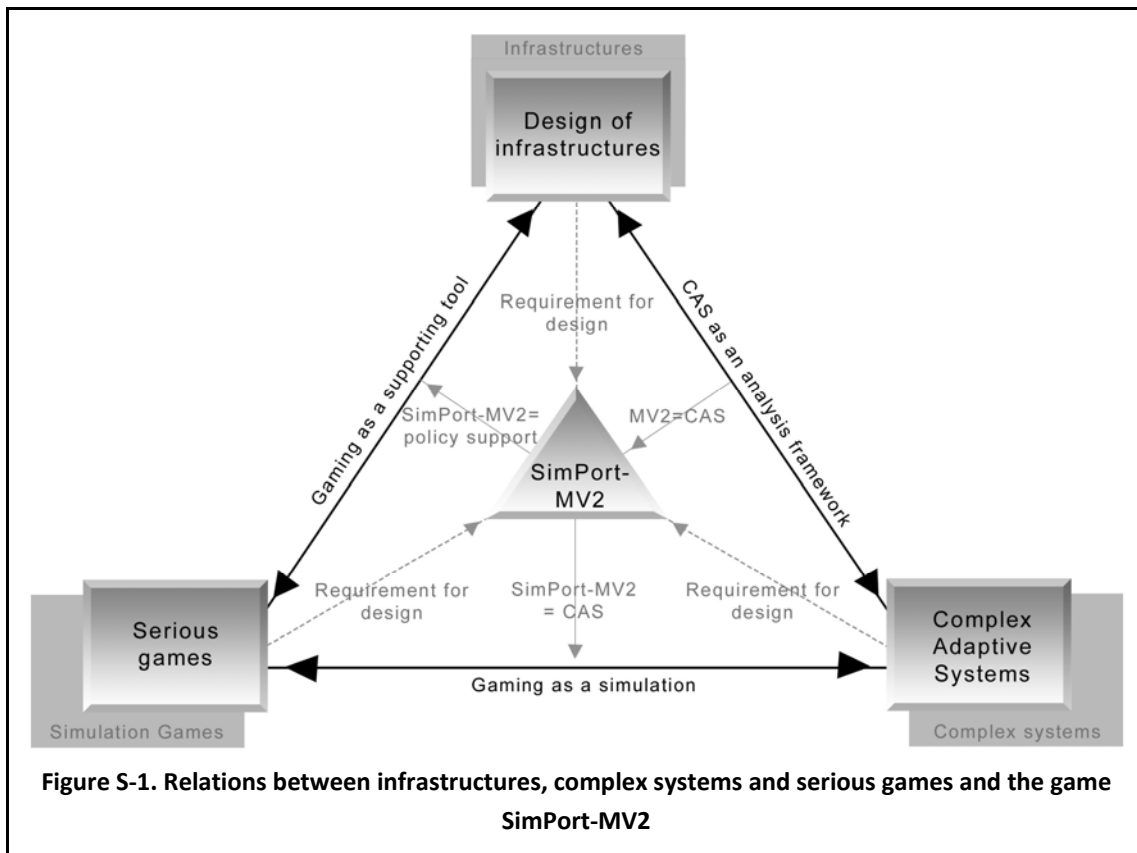 Infrastructures
Design of
infrastructures
Gaming as a supporting tool
CAS as an analysis framework
Requirement for
design
SimPort-MV2=
policy support
MV2=CAS
SimPort-
MV2
Requirement for
design
SimPort-MV2
= CAS
Requirement for
design
Serious
games
Simulation Games
Gaming as a simulation
Complex
Adaptive
Systems
Complex systems
Figure S-1. Relations between infrastructures, complex systems and serious games and the game
SimPort-MV2